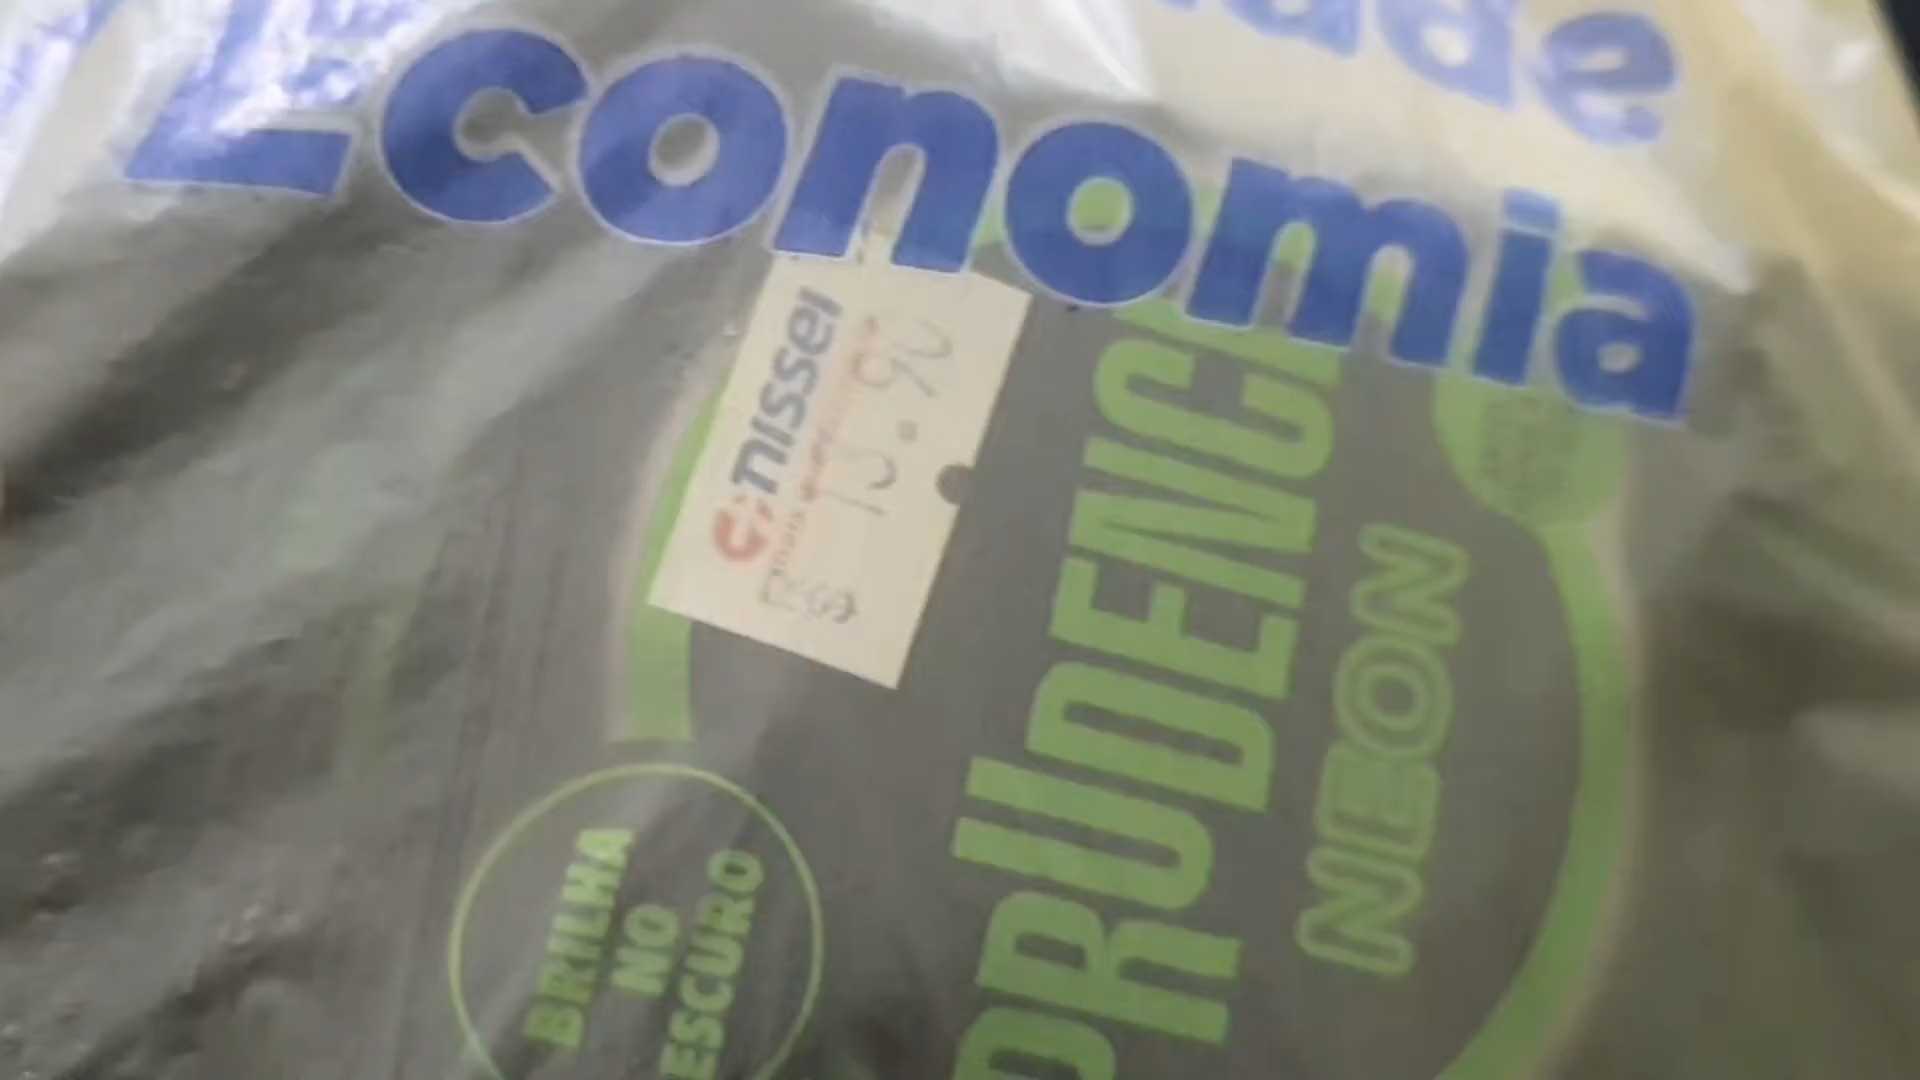 Economia
nissei
R$ 15.90
PRUDENC
NEON
BRILHA
NO
ESCURO